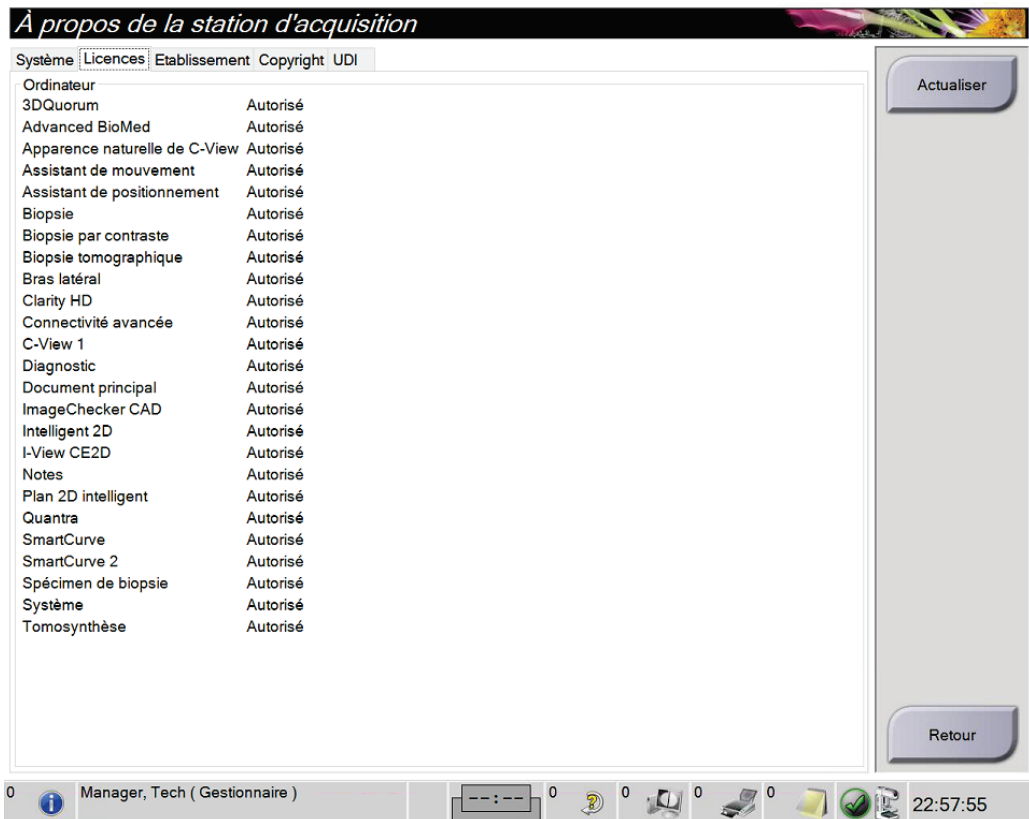 À propos de la station d'acquisition
Système Licences Etablissement Copyright UDI
Actualiser
Ordinateur
3DQuorum Autorisé
Advanced BioMed Autorisé
Apparence naturelle de C-View Autorisé
Assistant de mouvement Autorisé
Assistant de positionnement Autorisé
Biopsie Autorisé
Biopsie par contraste Autorisé
Biopsie tomographique Autorisé
Bras latéral Autorisé
Clarity HD Autorisé
Connectivité avancée Autorisé
C-View 1 Autorisé
Diagnostic Autorisé
Document principal Autorisé
ImageChecker CAD Autorisé
Intelligent 2D Autorisé
I-View CE2D Autorisé
Notes Autorisé
Plan 2D intelligent Autorisé
Quantra Autorisé
SmartCurve Autorisé
SmartCurve 2 Autorisé
Spécimen de biopsie Autorisé
Système Autorisé
Tomosynthèse Autorisé
Retour
0 Manager, Tech ( Gestionnaire ) --:-- 0 0 0 0 22:57:55